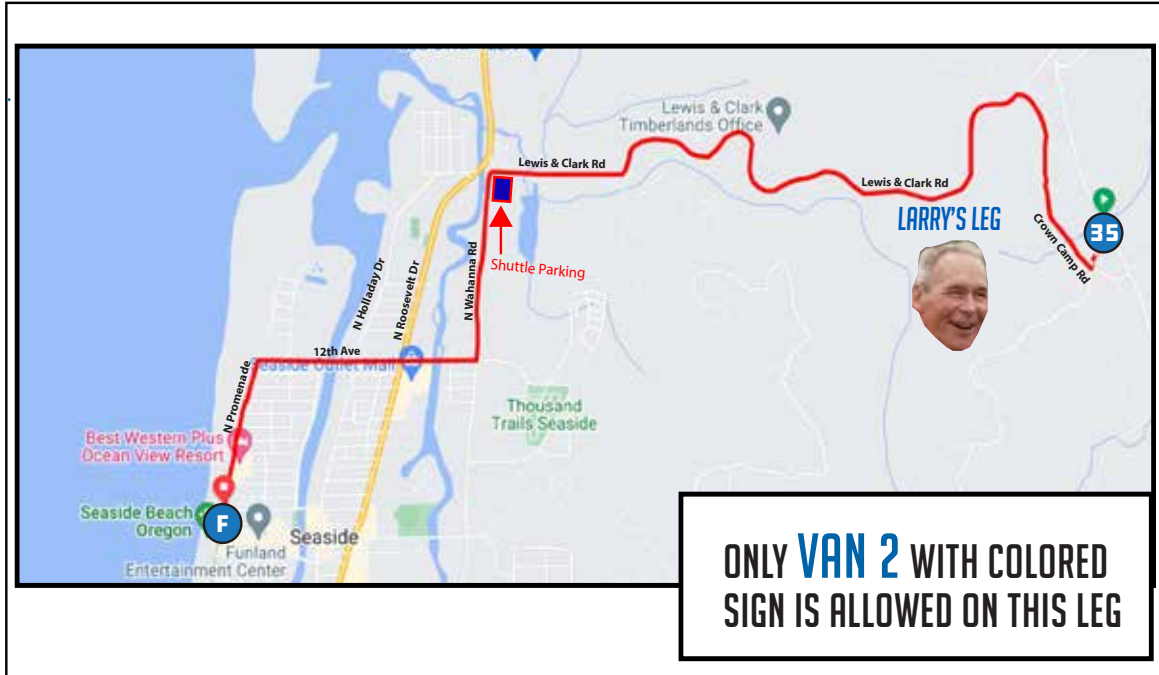 Lewis & Clark
Timberlands Office
Lewis & Clark Rd
Lewis & Clark Rd
LARRY'S LEG
35
Crown Camp Rd
Shuttle Parking
N Wahanna Rd
N Holladay Dr
N Roosevelt Dr
12th Ave
Seaside Outlet Mall
N Promenade
Thousand
Trails Seaside
Best Western Plus
Ocean View Resort
Seaside Beach
Oregon
F
Funland
Entertainment Center
Seaside
ONLY VAN 2 WITH COLORED
SIGN IS ALLOWED ON THIS LEG